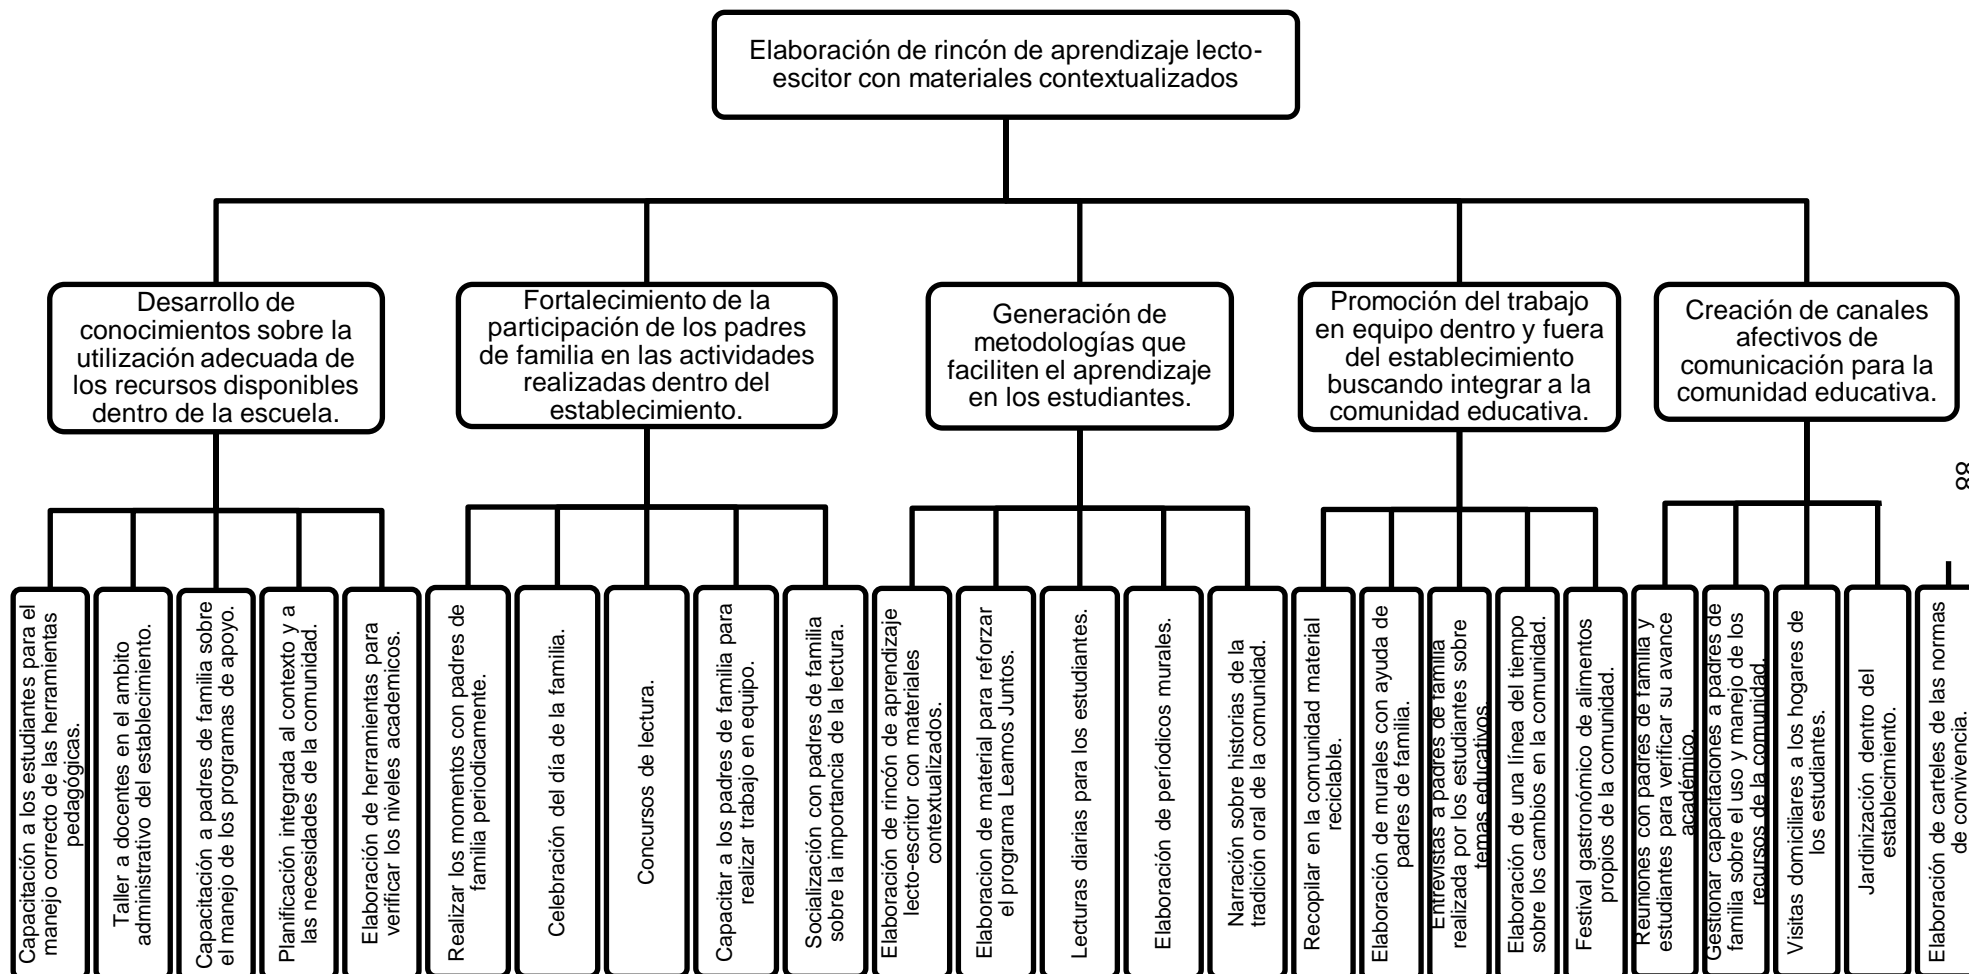 Elaboración de rincón de aprendizaje lecto-
escitor con materiales contextualizados
Desarrollo de
conocimientos sobre la
utilización adecuada de
los recursos disponibles
dentro de la escuela.
Fortalecimiento de la
participación de los padres
de familia en las actividades
realizadas dentro del
establecimiento.
Generación de
metodologías que
faciliten el aprendizaje
en los estudiantes.
Promoción del trabajo
en equipo dentro y fuera
del establecimiento
buscando integrar a la
comunidad educativa.
Creación de canales
afectivos de
comunicación para la
comunidad educativa.
88
Capacitación a los estudiantes para el
manejo correcto de las herramientas
pedagógicas.
Taller a docentes en el ambito
administrativo del establecimiento.
Capacitación a padres de familia sobre
el manejo de los programas de apoyo.
Planificación integrada al contexto y a
las necesidades de la comunidad.
Elaboración de herramientas para
verificar los niveles academicos.
Realizar los momentos con padres de
familia periodicamente.
Celebración del día de la familia.
Concursos de lectura.
Capacitar a los padres de familia para
realizar trabajo en equipo.
Socialización con padres de familia
sobre la importancia de la lectura.
Elaboración de rincón de aprendizaje
lecto-escritor con materiales
contextualizados.
Elaboracion de material para reforzar
el programa Leamos Juntos.
Lecturas diarias para los estudiantes.
Elaboración de períodicos murales.
Narración sobre historias de la
tradición oral de la comunidad.
Recopilar en la comunidad material
reciclable.
Elaboración de murales con ayuda de
padres de familia.
Entrevistas a padres de familia
realizada por los estudiantes sobre
temas educativos.
Elaboración de una línea del tiempo
sobre los cambios en la comunidad.
Festival gastronómico de alimentos
propios de la comunidad.
Reuniones con padres de familia y
estudiantes para verificar su avance
académico.
Gestionar capacitaciones a padres de
familia sobre el uso y manejo de los
recursos de la comunidad.
Visitas domiciliares a los hogares de
los estudiantes.
Jardinización dentro del
establecimiento.
Elaboración de carteles de las normas
de convivencia.